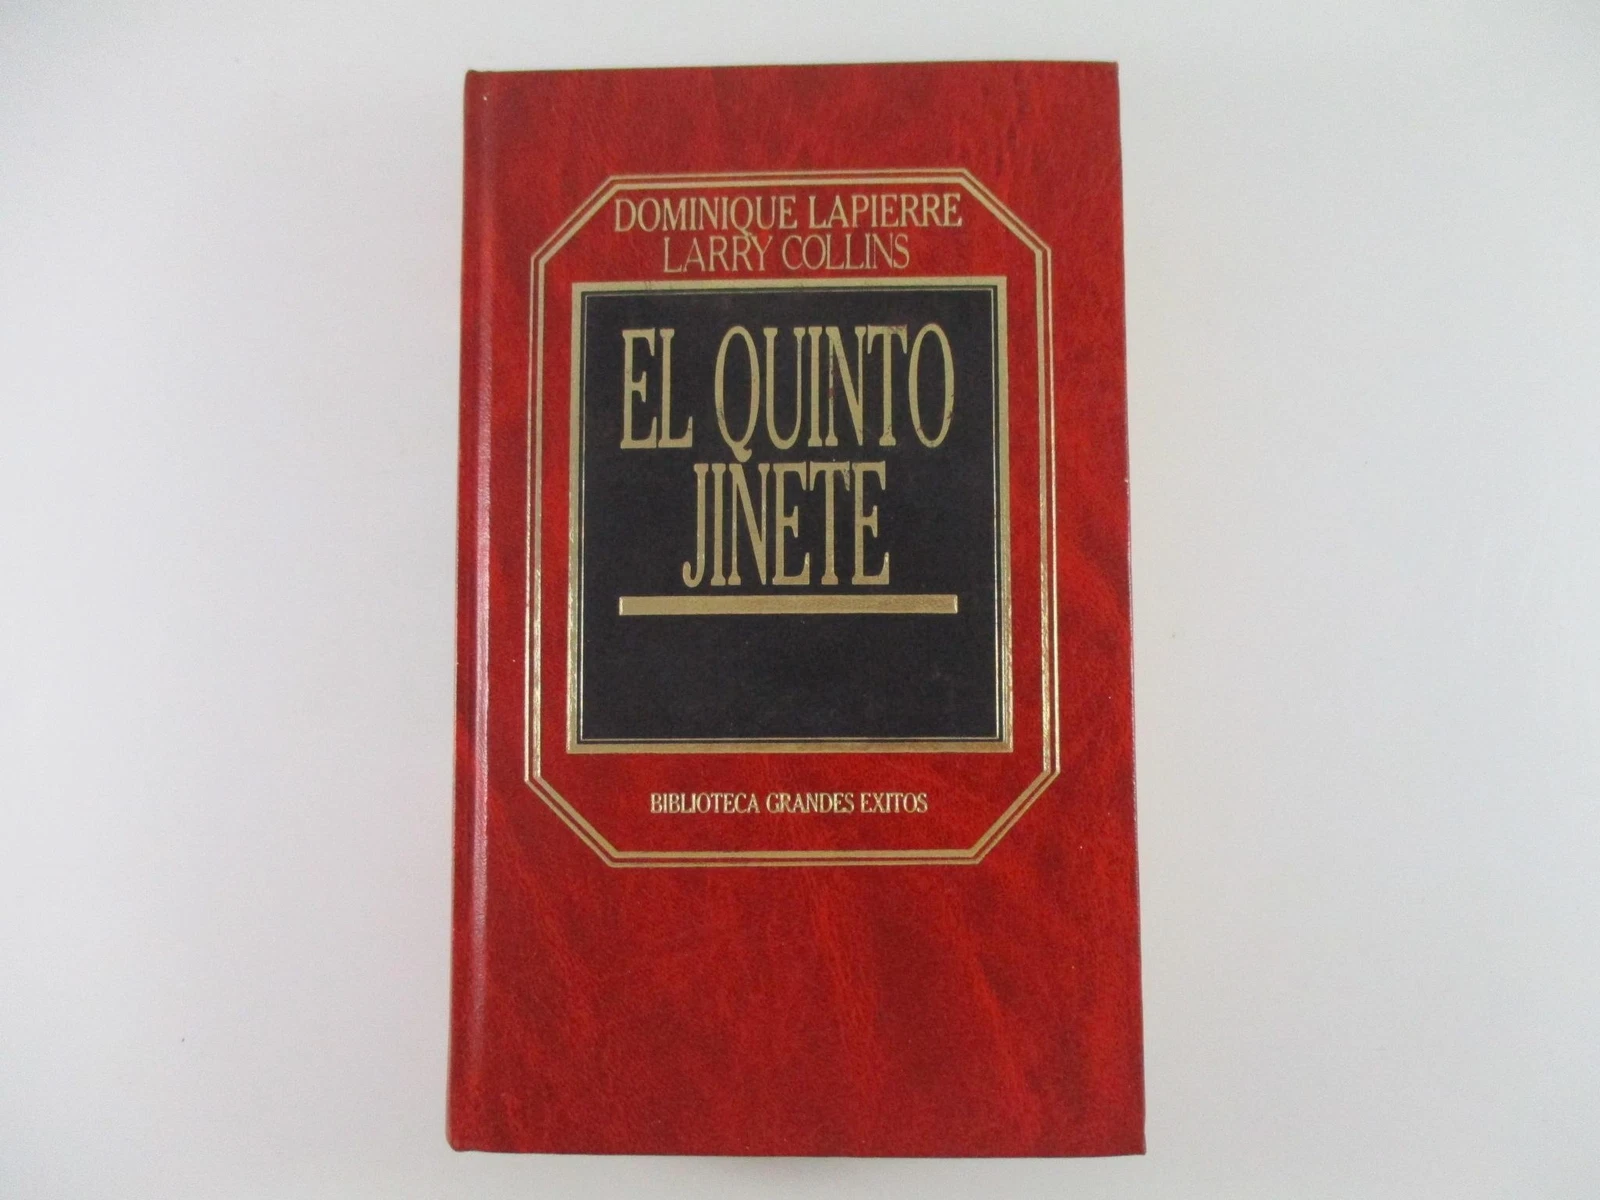 DOMINIQUE LAPIERRE
LARRY COLLINS
EL QUINTO
JINETE
BIBLIOTECA GRANDES EXITOS